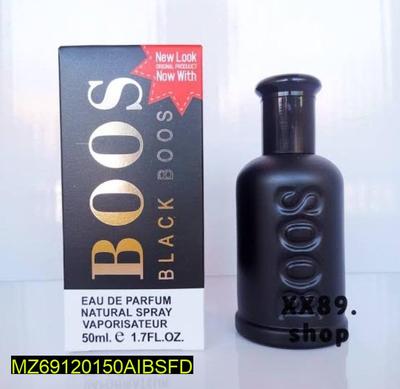 New Look
ORIGINAL PRODUCT
Now With
BOOS
BLACK BOOS
EAU DE PARFUM
NATURAL SPRAY
VAPORISATEUR
50ml. e 1.7FL.OZ.
BOOS
XX89.
shop
MZ69120150AIBSFD